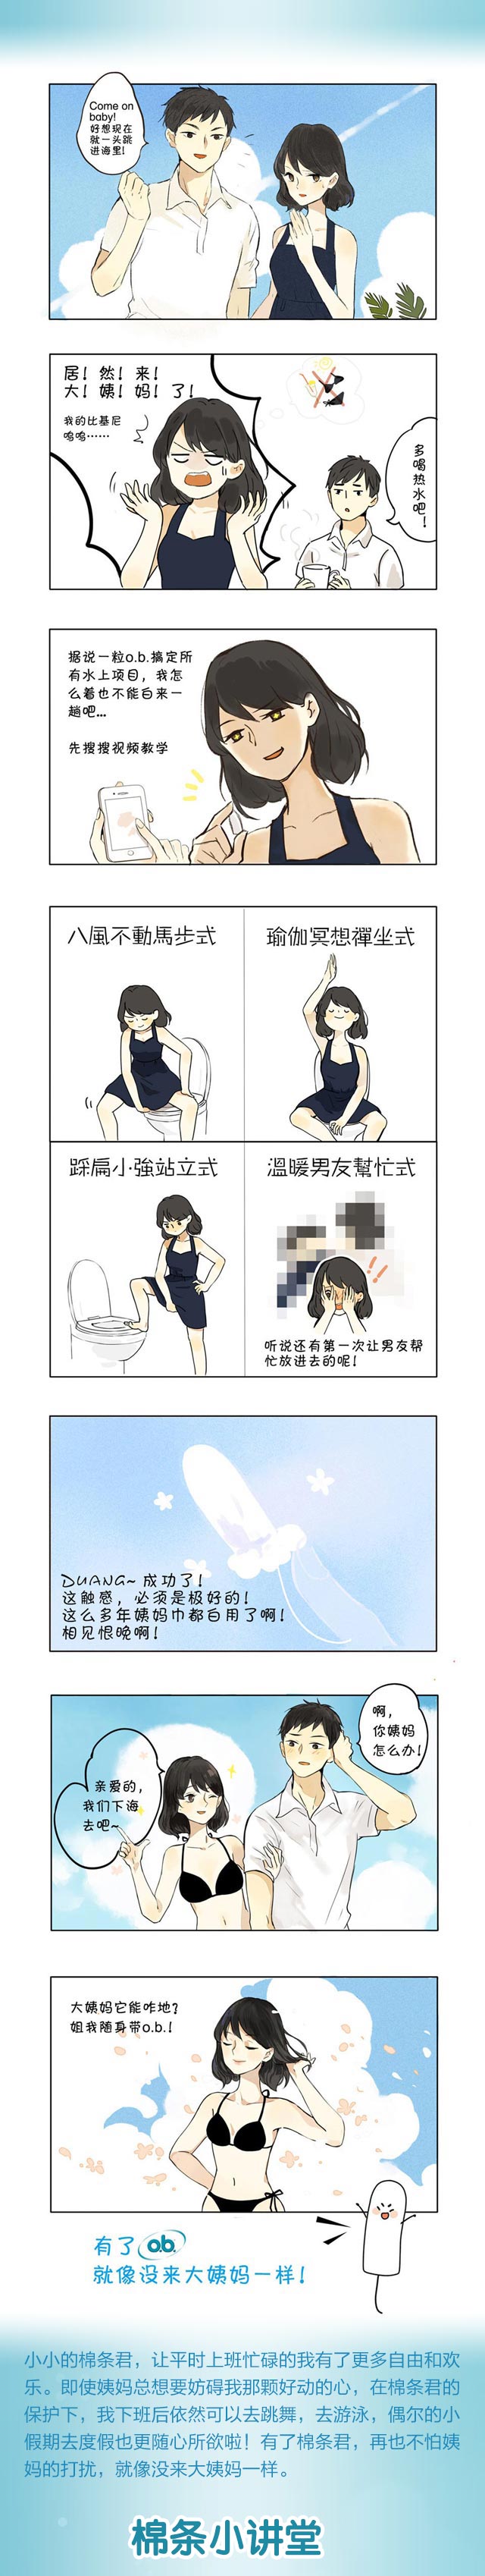 Come on
baby!
好想现在
就一头跳
进海里!
居！然！来！
大！姨！妈！了！
我的比基尼
呜呜……
多喝热水吧！
据说一粒o.b.搞定所
有水上项目，我怎
么着也不能白来一
趟吧...
先搜搜视频教学
八風不動馬步式
瑜伽冥想禪坐式
踩扁小強站立式
溫暖男友幫忙式
听说还有第一次让男友帮
忙放进去的呢！
DUANG~ 成功了！
这触感，必须是极好的！
这么多年姨妈巾都白用了啊！
相见恨晚啊！
啊，
你姨妈
怎么办！
亲爱的，
我们下海
去吧~
大姨妈它能咋地？
姐我随身带o.b.！
有了o.b.
就像没来大姨妈一样！
小小的棉条君，让平时上班忙碌的我有了更多自由和欢
乐。即使姨妈总想要妨碍我那颗好动的心，在棉条君的
保护下，我下班后依然可以去跳舞，去游泳，偶尔的小
假期去度假也更随心所欲啦！有了棉条君，再也不怕姨
妈的打扰，就像没来大姨妈一样。
棉条小讲堂